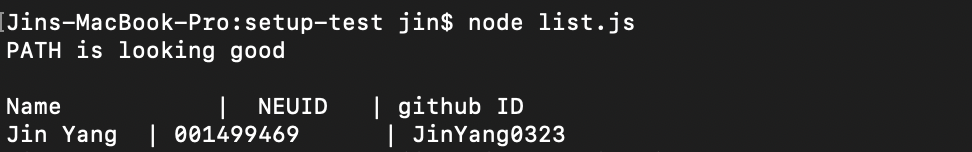 Jins-MacBook-Pro:setup-test jin$ node list.js
PATH is looking good
Name | NEUID | github ID
Jin Yang | 001499469 | JinYang0323